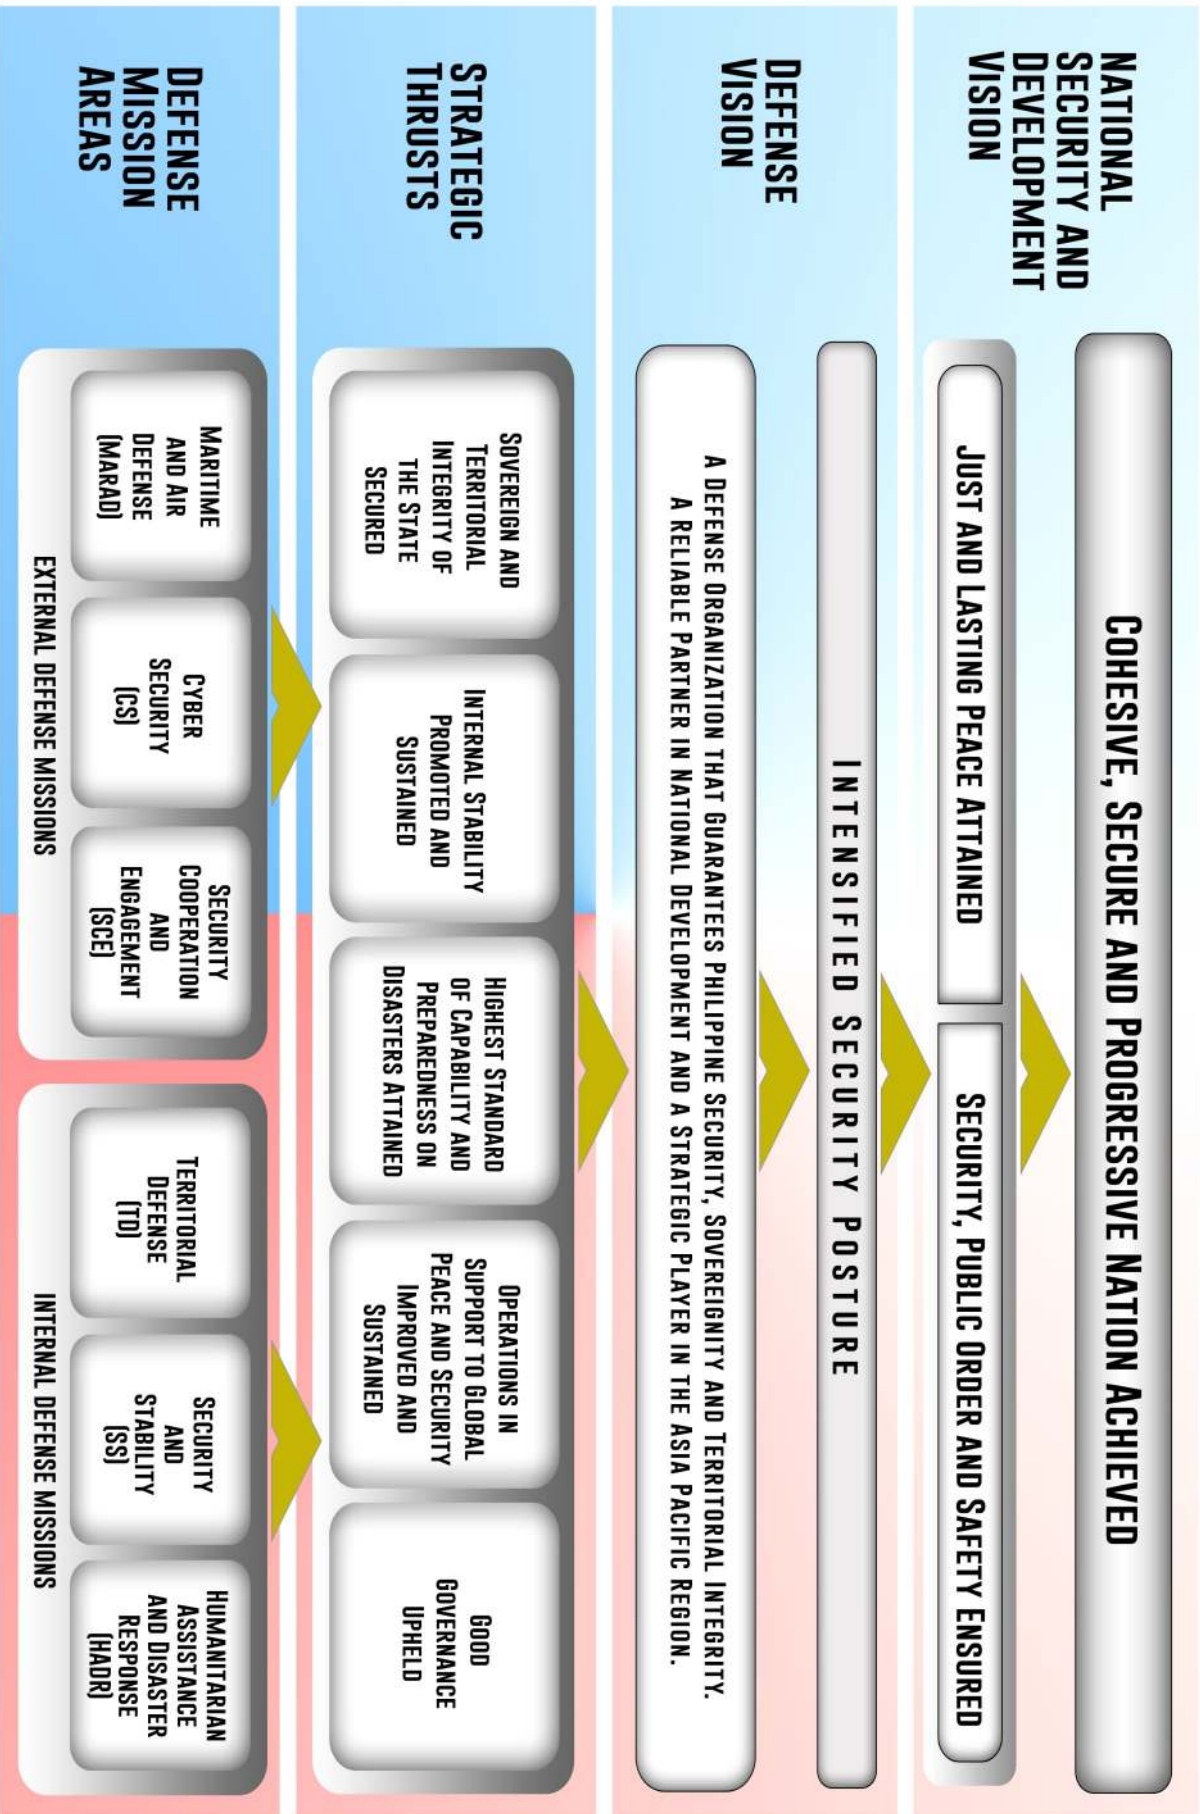 NATIONAL
SECURITY AND
DEVELOPMENT
VISION
COHESIVE, SECURE AND PROGRESSIVE NATION ACHIEVED
JUST AND LASTING PEACE ATTAINED
SECURITY, PUBLIC ORDER AND SAFETY ENSURED
DEFENSE
VISION
INTENSIFIED SECURITY POSTURE
A DEFENSE ORGANIZATION THAT GUARANTEES PHILIPPINE SECURITY, SOVEREIGNITY AND TERRITORIAL INTEGRITY.
A RELIABLE PARTNER IN NATIONAL DEVELOPMENT AND A STRATEGIC PLAYER IN THE ASIA PACIFIC REGION.
STRATEGIC
THRUSTS
SOVEREIGN AND
TERRITORIAL
INTEGRITY OF
THE STATE
SECURED
INTERNAL STABILITY
PROMOTED AND
SUSTAINED
HIGHEST STANDARD
OF CAPABILITY AND
PREPAREDNESS ON
DISASTERS ATTAINED
OPERATIONS IN
SUPPORT TO GLOBAL
PEACE AND SECURITY
IMPROVED AND
SUSTAINED
GOOD
GOVERNANCE
UPHELD
DEFENSE
MISSION
AREAS
MARITIME
AND AIR
DEFENSE
(MARAD)
CYBER
SECURITY
(CS)
SECURITY
COOPERATION
AND
ENGAGEMENT
(SCE)
EXTERNAL DEFENSE MISSIONS
TERRITORIAL
DEFENSE
(TD)
SECURITY
AND
STABILITY
(SS)
HUMANITARIAN
ASSISTANCE
AND DISASTER
RESPONSE
(HADR)
INTERNAL DEFENSE MISSIONS